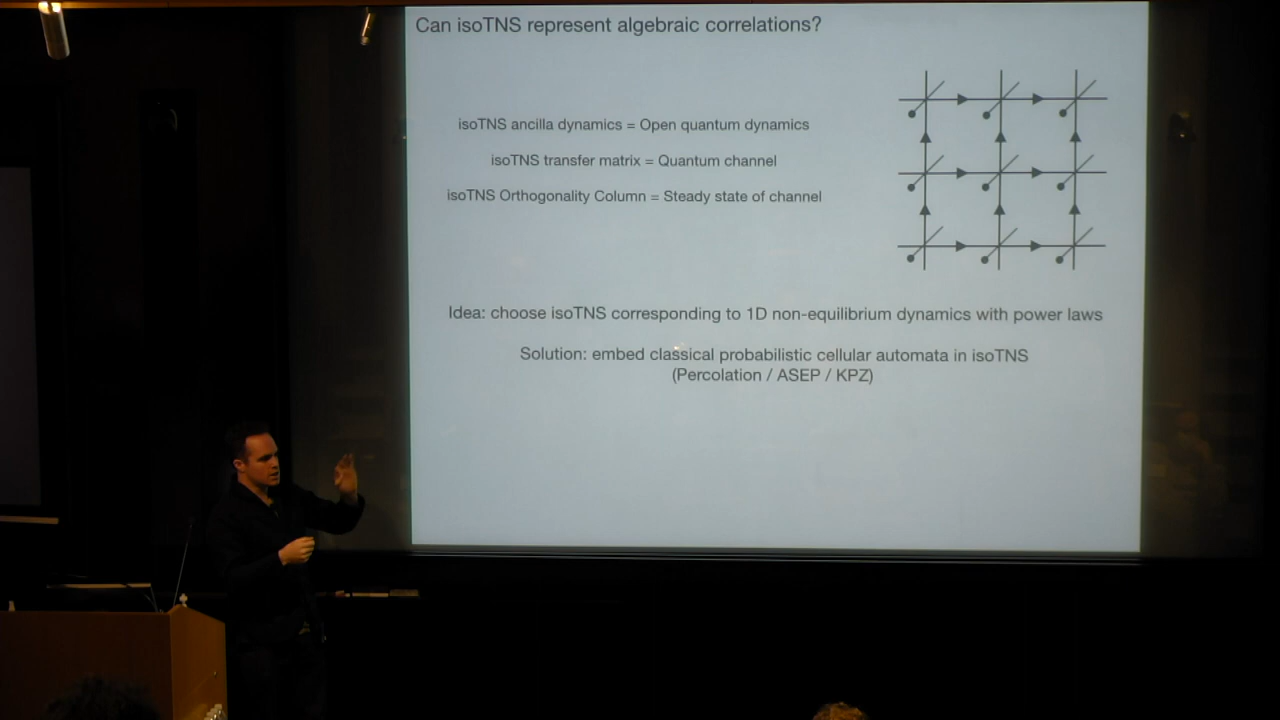 Can isoTNS represent algebraic correlations?
isoTNS ancilla dynamics = Open quantum dynamics
isoTNS transfer matrix = Quantum channel
isoTNS Orthogonality Column = Steady state of channel
Idea: choose isoTNS corresponding to 1D non-equilibrium dynamics with power laws
Solution: embed classical probabilistic cellular automata in isoTNS
(Percolation / ASEP / KPZ)